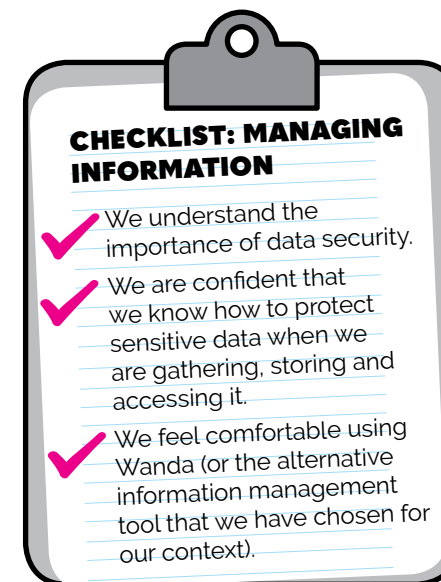 CHECKLIST: MANAGING
INFORMATION
We understand the
importance of data security.
We are confident that
we know how to protect
sensitive data when we
are gathering, storing and
accessing it.
We feel comfortable using
Wanda (or the alternative
information management
tool that we have chosen for
our context).